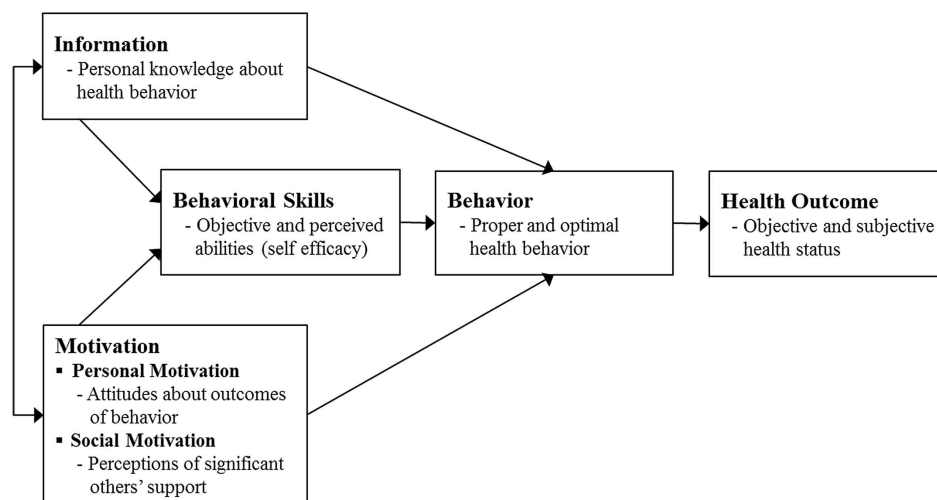 Information
- Personal knowledge about
health behavior
Behavioral Skills
- Objective and perceived
abilities (self efficacy)
Behavior
- Proper and optimal
health behavior
Health Outcome
- Objective and subjective
health status
Motivation
▪ Personal Motivation
- Attitudes about outcomes
of behavior
▪ Social Motivation
- Perceptions of significant
others’ support